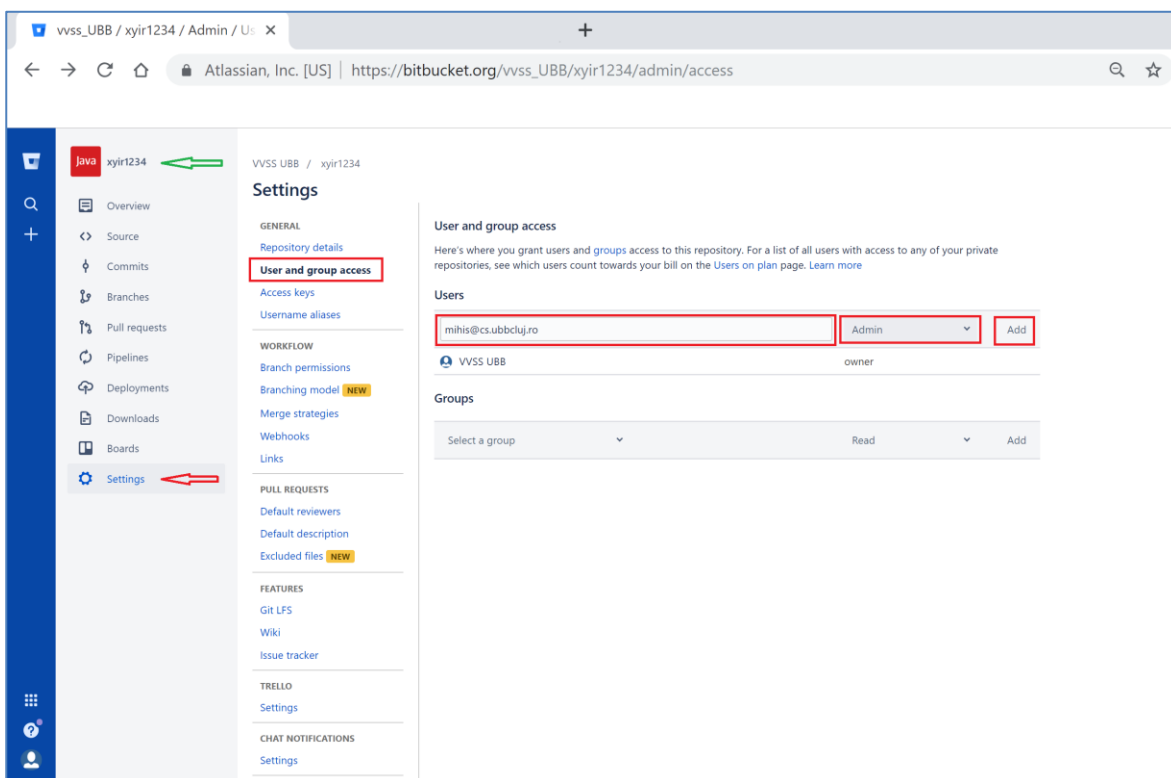 vvss_UBB / xyir1234 / Admin / Us
Atlassian, Inc. [US] | https://bitbucket.org/vvss_UBB/xyir1234/admin/access
Java xyir1234
Overview
Source
Commits
Branches
Pull requests
Pipelines
Deployments
Downloads
Boards
Settings
VVSS UBB / xyir1234
Settings
GENERAL
Repository details
User and group access
Access keys
Username aliases
WORKFLOW
Branch permissions
Branching model NEW
Merge strategies
Webhooks
Links
PULL REQUESTS
Default reviewers
Default description
Excluded files NEW
FEATURES
Git LFS
Wiki
Issue tracker
TRELLO
Settings
CHAT NOTIFICATIONS
Settings
User and group access
Here's where you grant users and groups access to this repository. For a list of all users with access to any of your private
repositories, see which users count towards your bill on the Users on plan page. Learn more
Users
mihis@cs.ubbcluj.ro Admin Add
VVSS UBB owner
Groups
Select a group Read Add